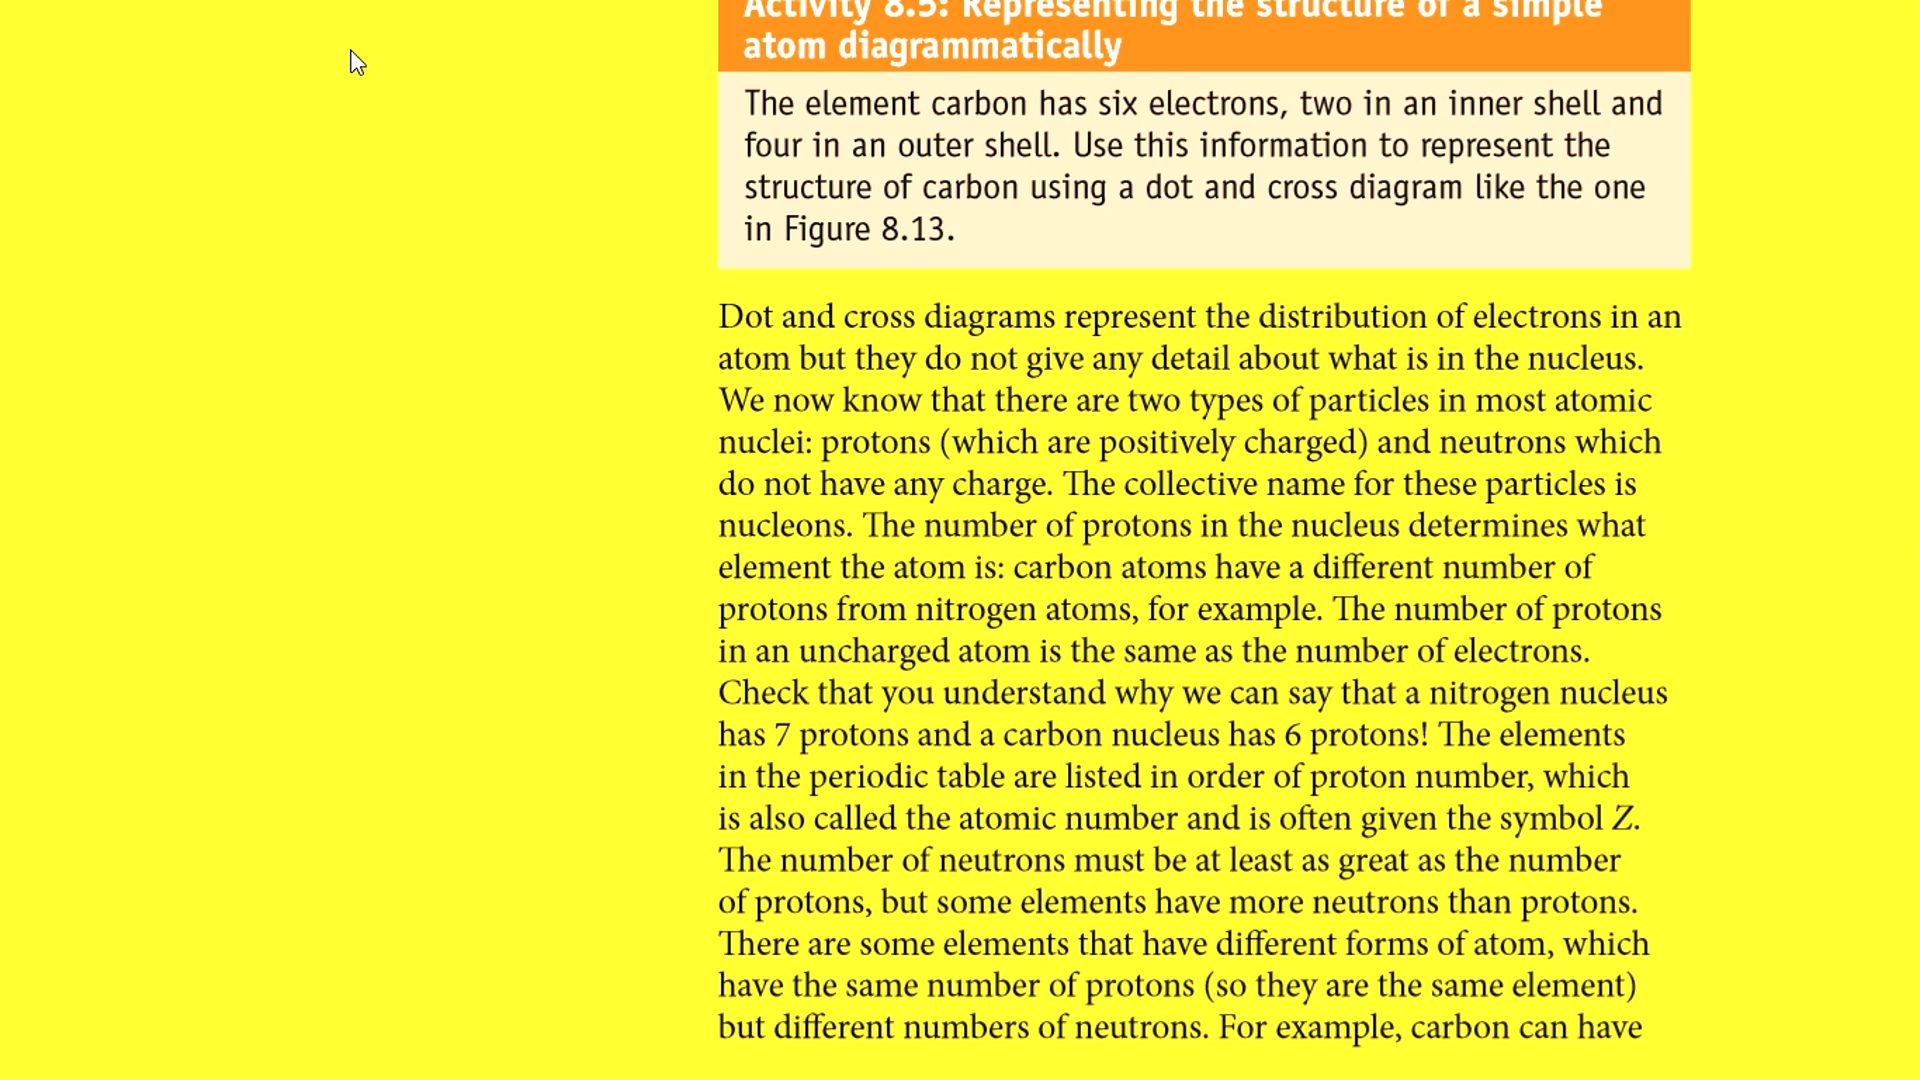 Activity 8.5: Representing the structure of a simple
atom diagrammatically
The element carbon has six electrons, two in an inner shell and
four in an outer shell. Use this information to represent the
structure of carbon using a dot and cross diagram like the one
in Figure 8.13.
Dot and cross diagrams represent the distribution of electrons in an
atom but they do not give any detail about what is in the nucleus.
We now know that there are two types of particles in most atomic
nuclei: protons (which are positively charged) and neutrons which
do not have any charge. The collective name for these particles is
nucleons. The number of protons in the nucleus determines what
element the atom is: carbon atoms have a different number of
protons from nitrogen atoms, for example. The number of protons
in an uncharged atom is the same as the number of electrons.
Check that you understand why we can say that a nitrogen nucleus
has 7 protons and a carbon nucleus has 6 protons! The elements
in the periodic table are listed in order of proton number, which
is also called the atomic number and is often given the symbol Z.
The number of neutrons must be at least as great as the number
of protons, but some elements have more neutrons than protons.
There are some elements that have different forms of atom, which
have the same number of protons (so they are the same element)
but different numbers of neutrons. For example, carbon can have